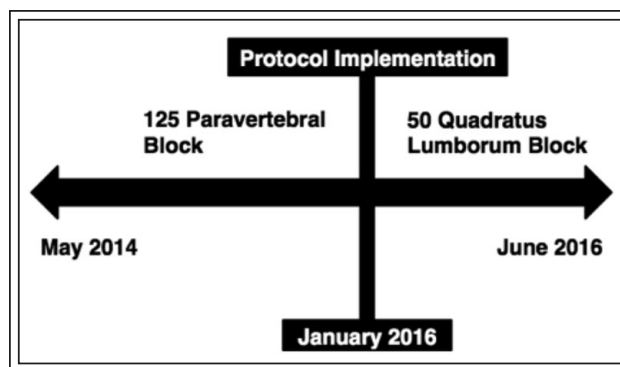 Protocol Implementation
125 Paravertebral
Block
50 Quadratus
Lumborum Block
May 2014
June 2016
January 2016